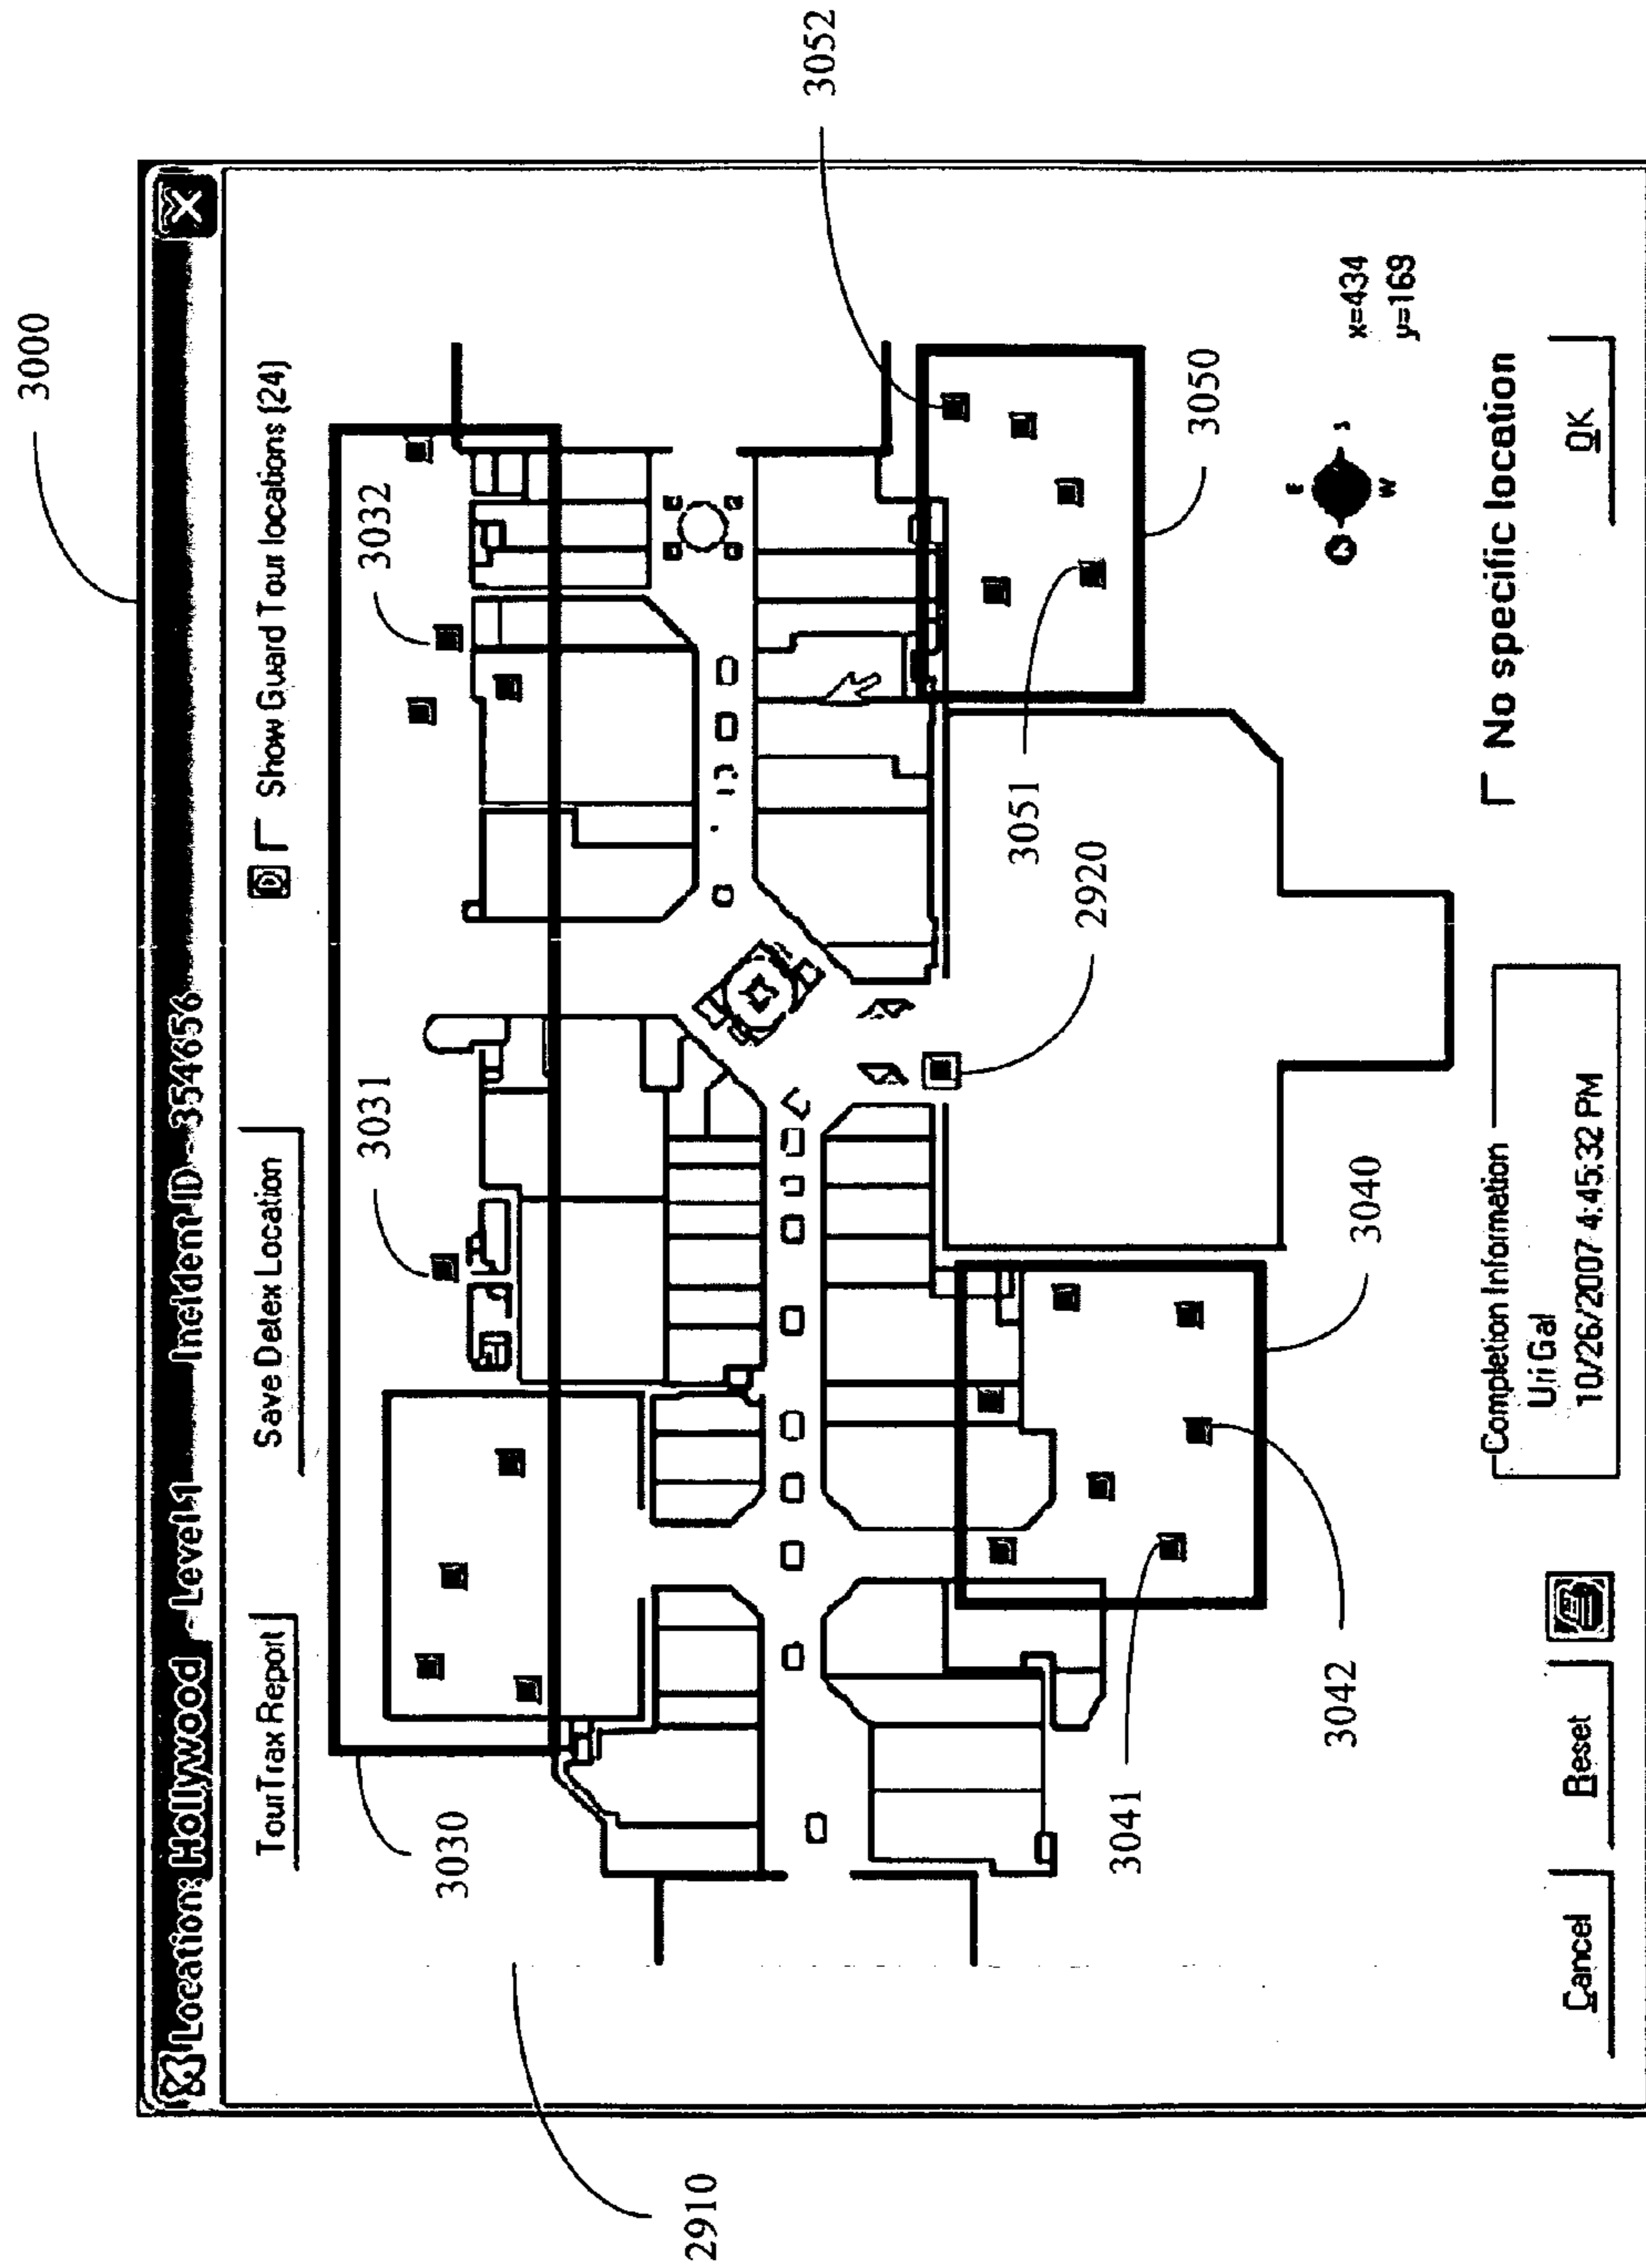 3000
Location: Hollywood - Level 1 Incident ID - 354656
TourTrax Report
Save Detex Location
Show Guard Tour locations (24)
3030
3031
3032
3052
2910
3041
3042
3040
2920
3051
3050
E
S
W
x=434
y=169
Completion Information
Uri Gal
10/26/2007 4:45:32 PM
No specific location
Cancel
Reset
OK